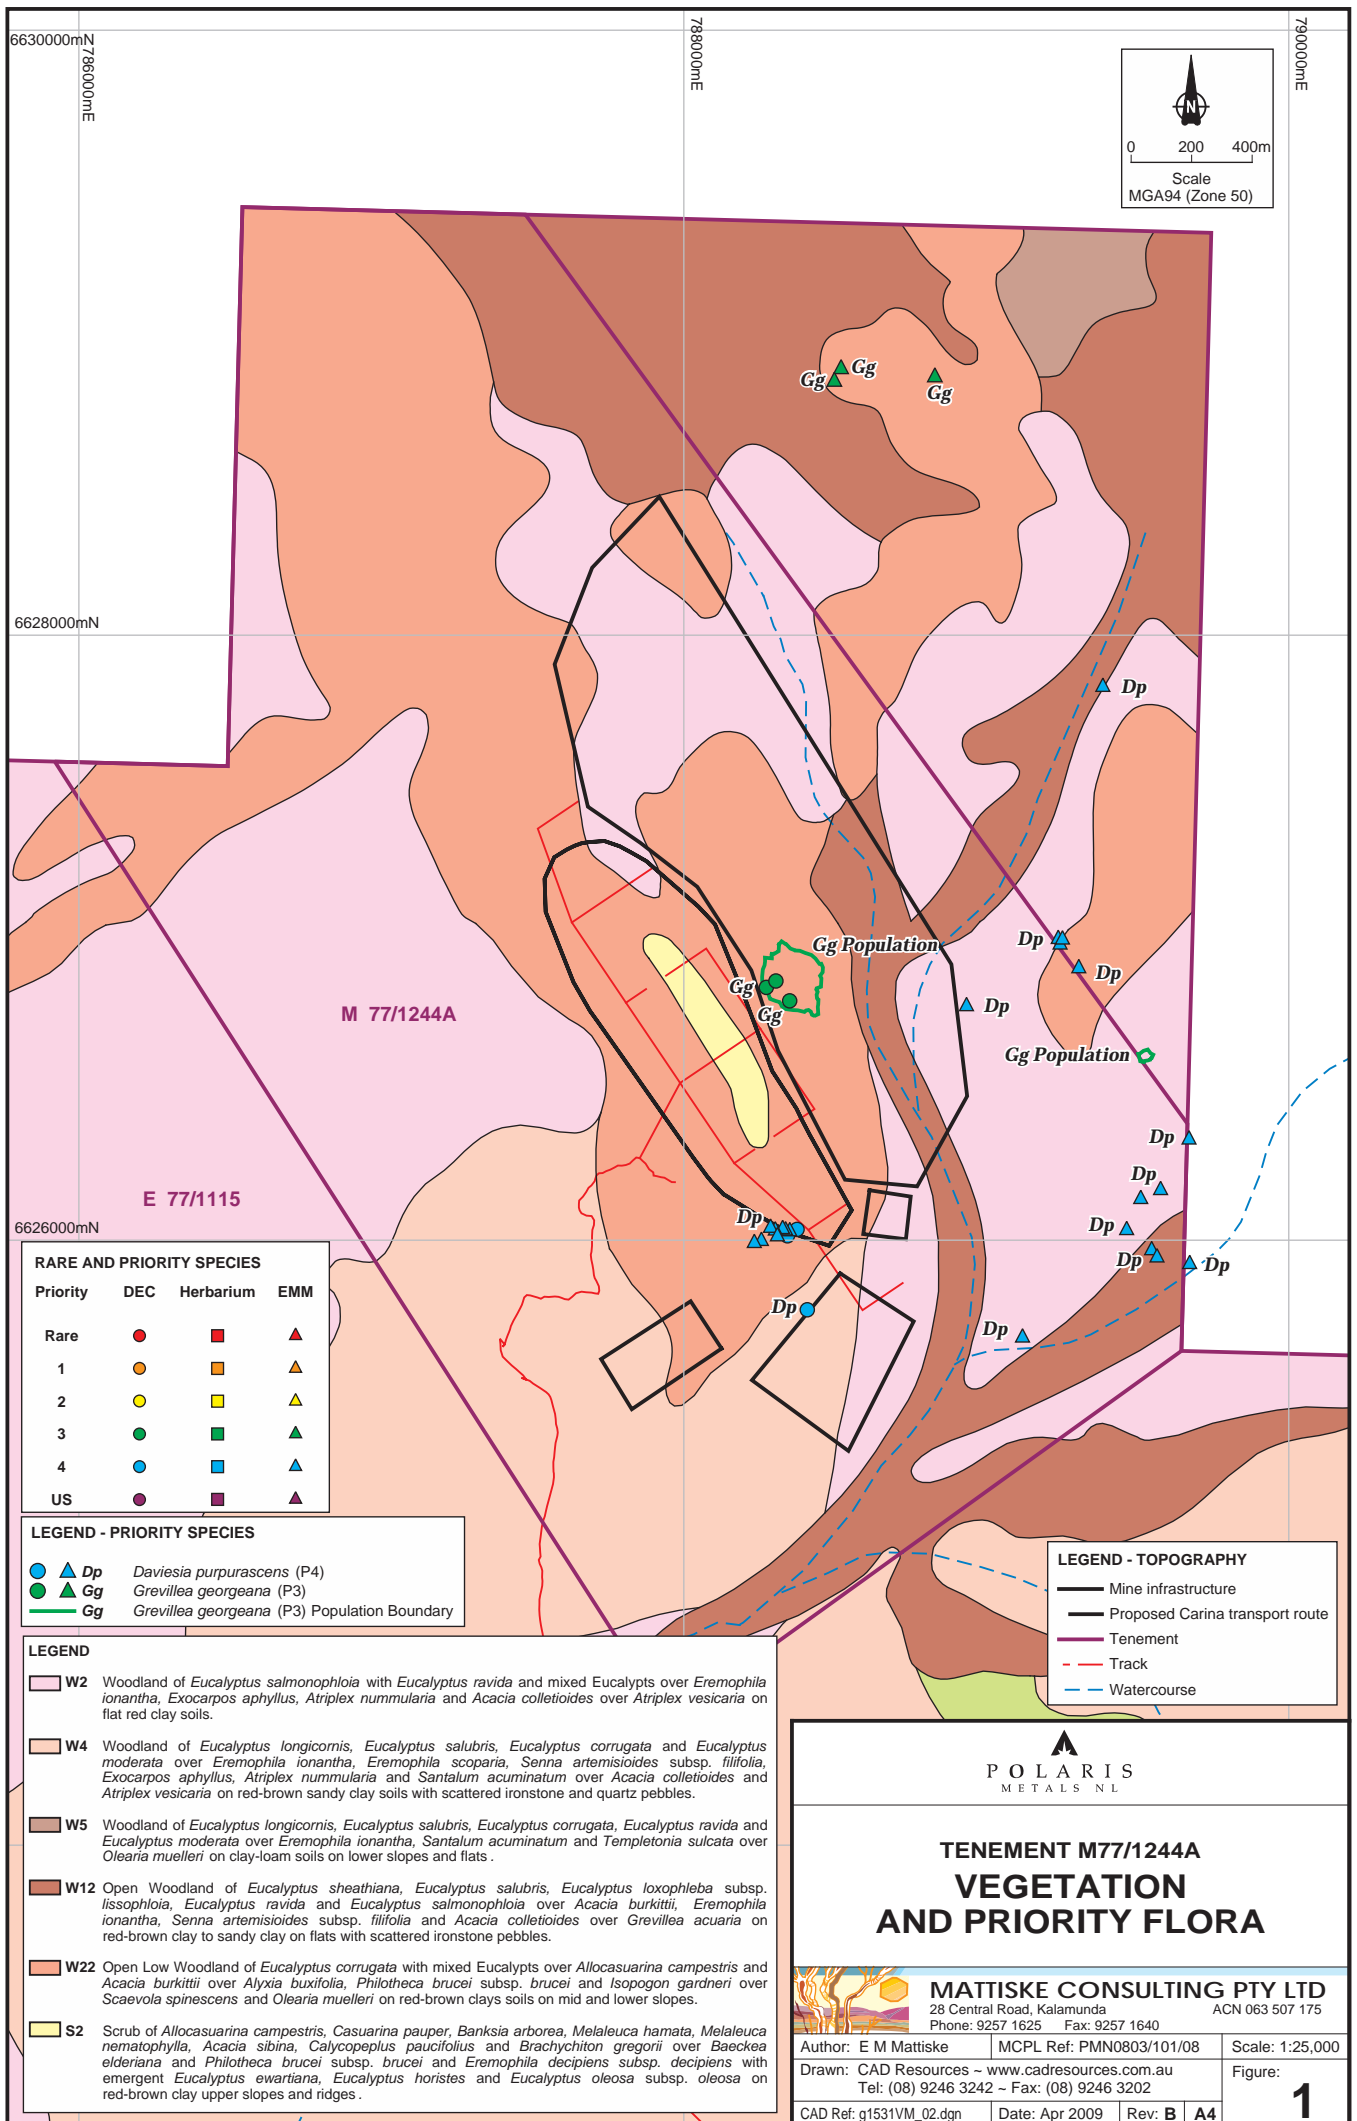 6630000mN
786000mE
788000mE
790000mE
N
0 200 400m
Scale
MGA94 (Zone 50)
Gg
Gg
Gg
6628000mN
Dp
Gg Population
Dp
Dp
Gg
Dp
Gg
M 77/1244A
Gg Population
Dp
Dp
E 77/1115
Dp
Dp
6626000mN
Dp
Dp
Dp
Dp
RARE AND PRIORITY SPECIES
Priority DEC Herbarium EMM
Rare
1
2
3
4
US
LEGEND - PRIORITY SPECIES
Dp Daviesia purpurascens (P4)
Gg Grevillea georgeana (P3)
Gg Grevillea georgeana (P3) Population Boundary
LEGEND - TOPOGRAPHY
Mine infrastructure
Proposed Carina transport route
Tenement
Track
Watercourse
LEGEND
W2 Woodland of Eucalyptus salmonophloia with Eucalyptus ravida and mixed Eucalypts over Eremophila
ionantha, Exocarpos aphyllus, Atriplex nummularia and Acacia colletioides over Atriplex vesicaria on
flat red clay soils.
W4 Woodland of Eucalyptus longicornis, Eucalyptus salubris, Eucalyptus corrugata and Eucalyptus
moderata over Eremophila ionantha, Eremophila scoparia, Senna artemisioides subsp. filifolia,
Exocarpos aphyllus, Atriplex nummularia and Santalum acuminatum over Acacia colletioides and
Atriplex vesicaria on red-brown sandy clay soils with scattered ironstone and quartz pebbles.
W5 Woodland of Eucalyptus longicornis, Eucalyptus salubris, Eucalyptus corrugata, Eucalyptus ravida and
Eucalyptus moderata over Eremophila ionantha, Santalum acuminatum and Templetonia sulcata over
Olearia muelleri on clay-loam soils on lower slopes and flats .
W12 Open Woodland of Eucalyptus sheathiana, Eucalyptus salubris, Eucalyptus loxophleba subsp.
lissophloia, Eucalyptus ravida and Eucalyptus salmonophloia over Acacia burkittii, Eremophila
ionantha, Senna artemisioides subsp. filifolia and Acacia colletioides over Grevillea acuaria on
red-brown clay to sandy clay on flats with scattered ironstone pebbles.
W22 Open Low Woodland of Eucalyptus corrugata with mixed Eucalypts over Allocasuarina campestris and
Acacia burkittii over Alyxia buxifolia, Philotheca brucei subsp. brucei and Isopogon gardneri over
Scaevola spinescens and Olearia muelleri on red-brown clays soils on mid and lower slopes.
S2 Scrub of Allocasuarina campestris, Casuarina pauper, Banksia arborea, Melaleuca hamata, Melaleuca
nematophylla, Acacia sibina, Calycopeplus paucifolius and Brachychiton gregorii over Baeckea
elderiana and Philotheca brucei subsp. brucei and Eremophila decipiens subsp. decipiens with
emergent Eucalyptus ewartiana, Eucalyptus horistes and Eucalyptus oleosa subsp. oleosa on
red-brown clay upper slopes and ridges .
POLARIS
METALS NL
TENEMENT M77/1244A
VEGETATION
AND PRIORITY FLORA
MATTISKE CONSULTING PTY LTD
28 Central Road, Kalamunda ACN 063 507 175
Phone: 9257 1625 Fax: 9257 1640
Author: E M Mattiske MCPL Ref: PMN0803/101/08 Scale: 1:25,000
Drawn: CAD Resources ~ www.cadresources.com.au
Tel: (08) 9246 3242 ~ Fax: (08) 9246 3202
Figure:
1
CAD Ref: g1531VM_02.dgn Date: Apr 2009 Rev: B A4